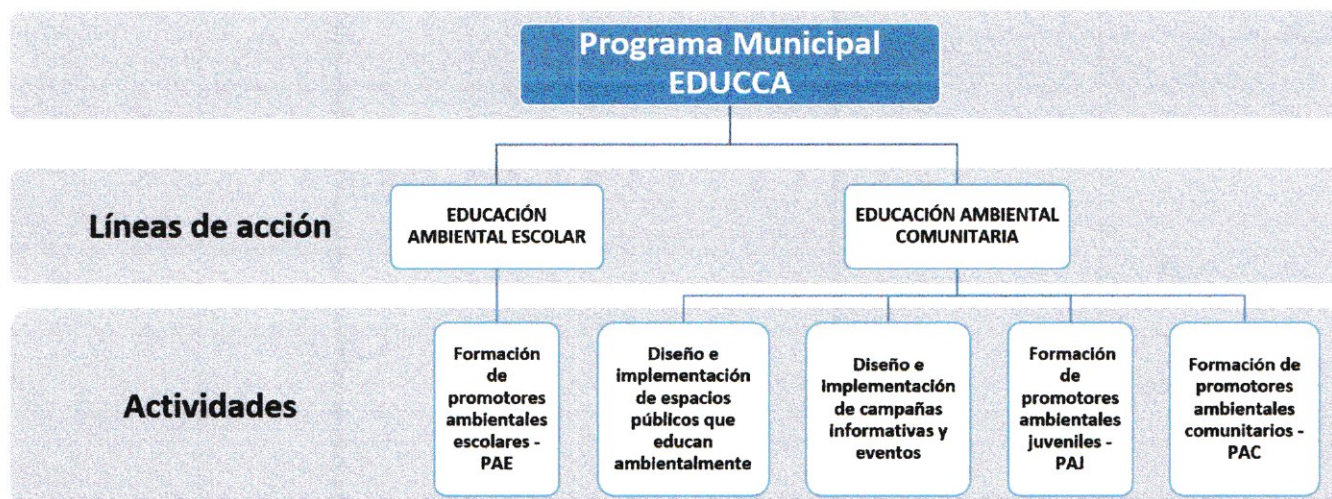 Programa Municipal
EDUCCA
Líneas de acción
EDUCACIÓN
AMBIENTAL ESCOLAR
EDUCACIÓN AMBIENTAL
COMUNITARIA
Actividades
Formación
de
promotores
ambientales
escolares -
PAE
Diseño e
implementación
de espacios
públicos que
educan
ambientalmente
Diseño e
implementación
de campañas
informativas y
eventos
Formación
de
promotores
ambientales
juveniles -
PAJ
Formación de
promotores
ambientales
comunitarios -
PAC